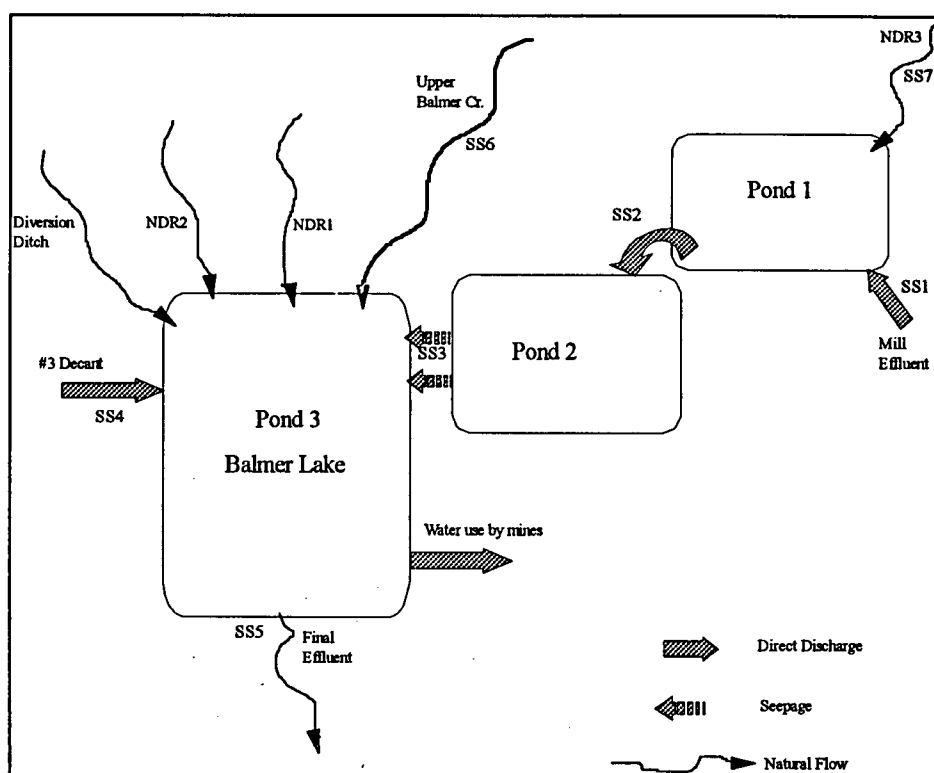 NDR3
SS7
Upper
Balmer Cr.
SS6
Pond 1
Diversion
Ditch
NDR2
NDR1
SS2
SS1
Mill
Effluent
Pond 2
SS3
#3 Decant
SS4
Pond 3
Balmer Lake
Water use by mines
SS5
Final
Effluent
Direct Discharge
Seepage
Natural Flow